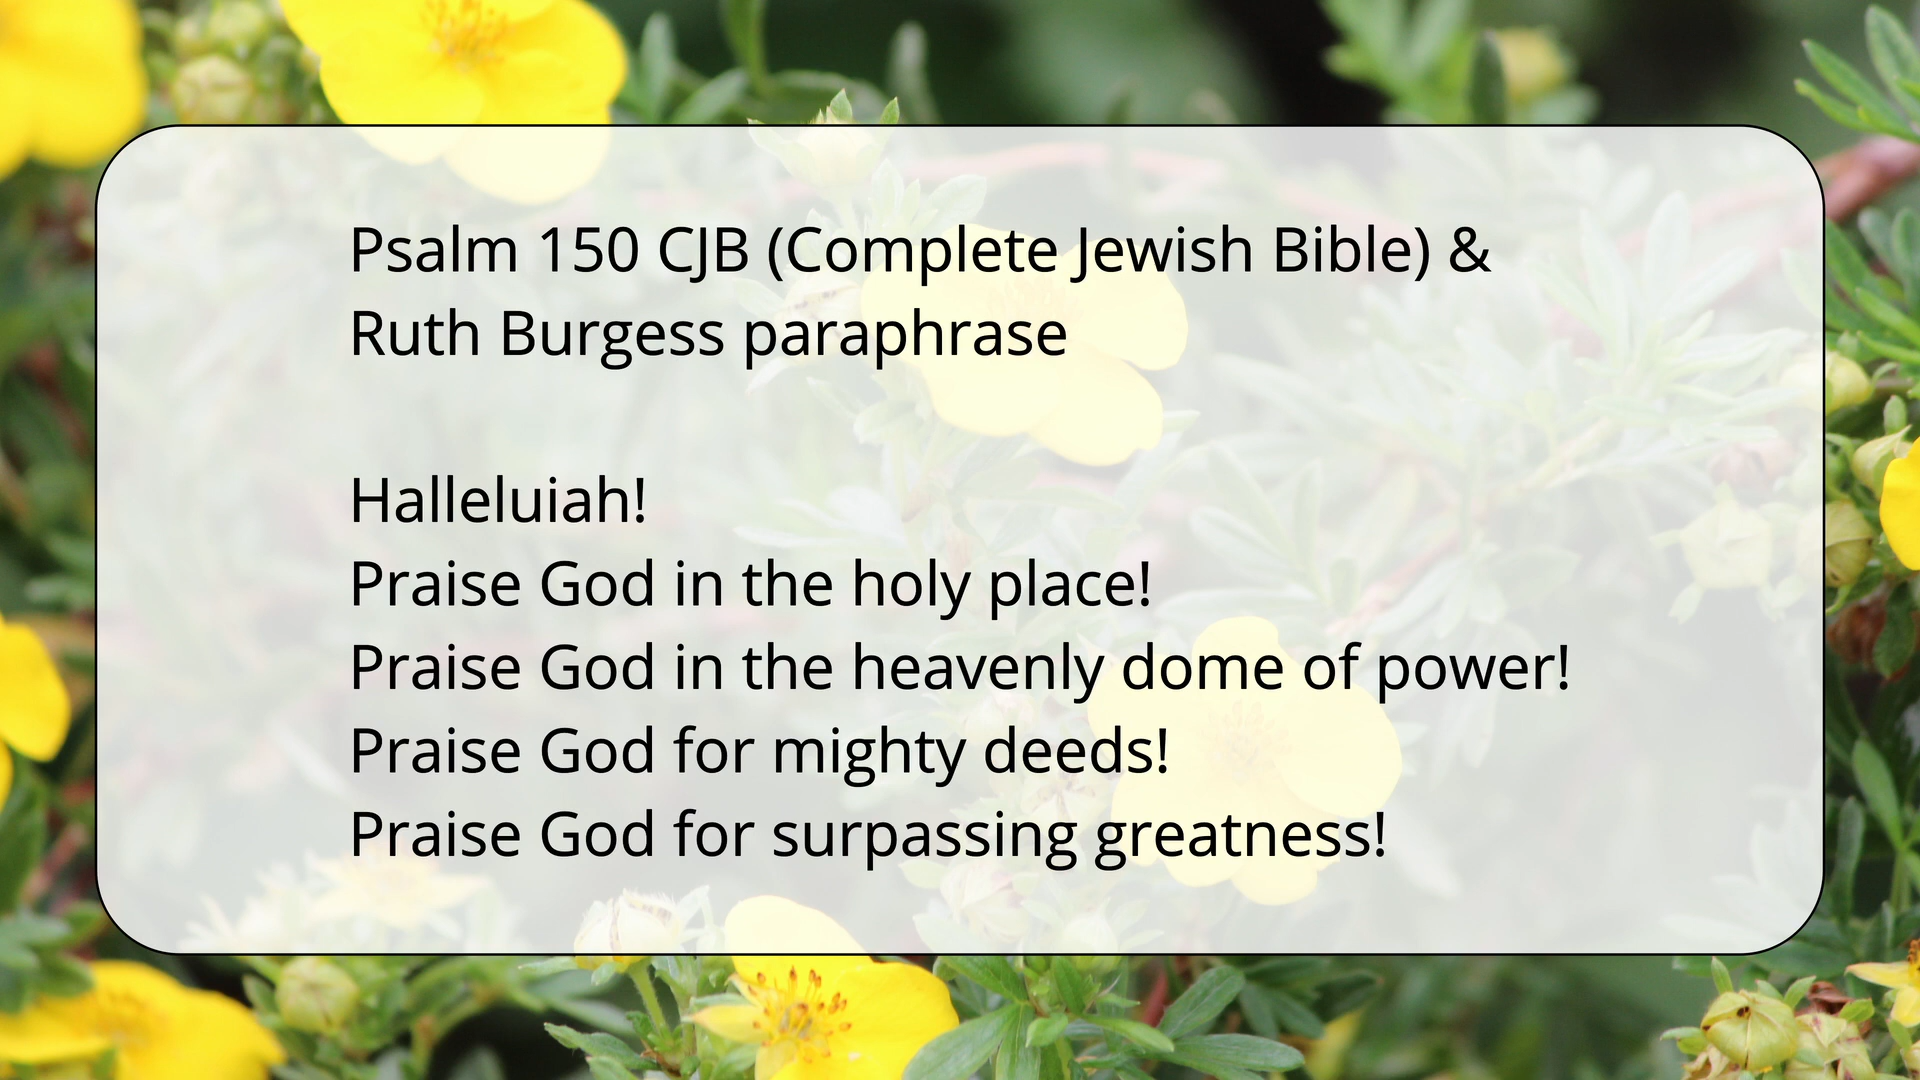 Psalm 150 CJB (Complete Jewish Bible) &
Ruth Burgess paraphrase
Halleluiah!
Praise God in the holy place!
Praise God in the heavenly dome of power!
Praise God for mighty deeds!
Praise God for surpassing greatness!